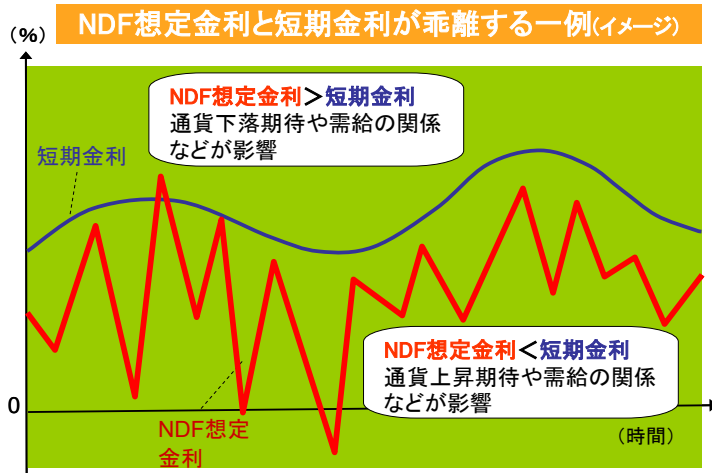 NDF想定金利と短期金利が乖離する一例(イメージ)
(%)
NDF想定金利＞短期金利
通貨下落期待や需給の関係
などが影響
短期金利
NDF想定金利＜短期金利
通貨上昇期待や需給の関係
などが影響
0
NDF想定
金利
(時間)